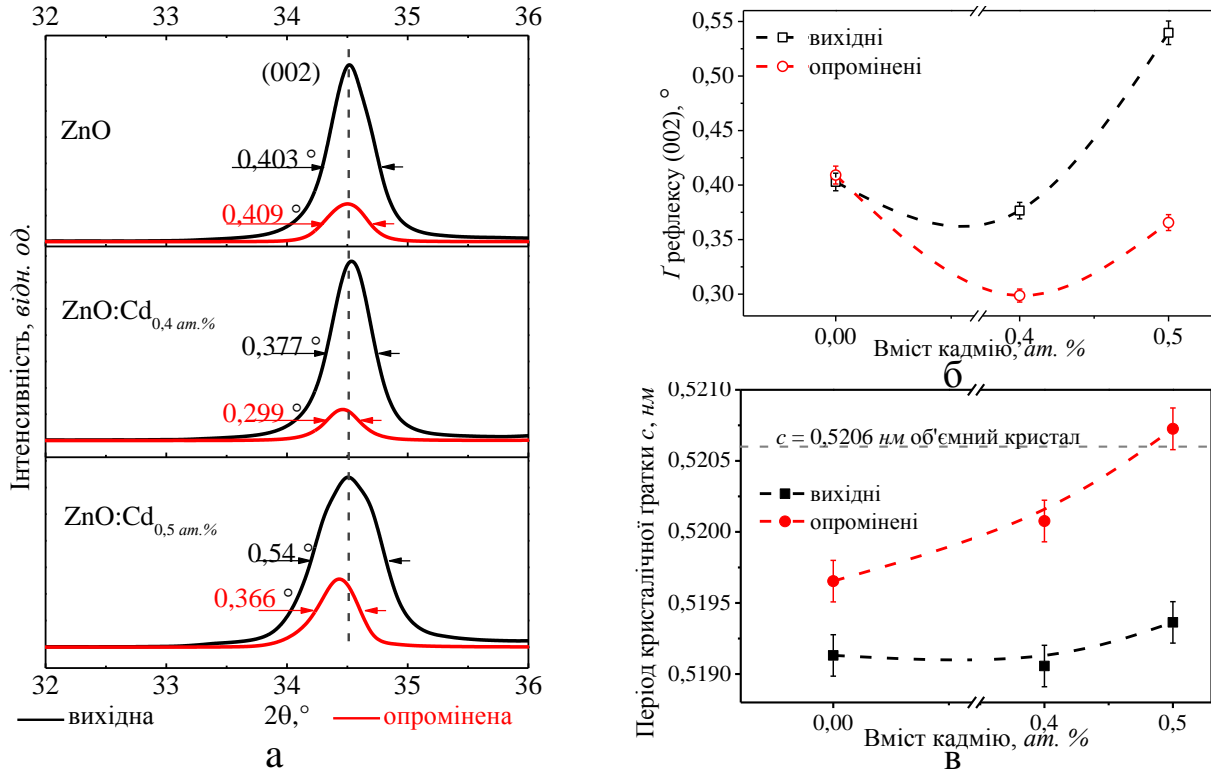 32 33 34 35 36
(002)
ZnO
0,403 °
0,409 °
ZnO:Cd0,4 ат.%
0,377 °
0,299 °
ZnO:Cd0,5 ат.%
0,54 °
0,366 °
Інтенсивність, відн. од.
32 33 34 35 36
вихідна 2θ,° опромінена
а
б
0,55
0,50
0,45
0,40
0,35
0,30
Ґ рефлексу (002), °
вихідні
опромінені
0,00 0,4 0,5
Вміст кадмію, ат. %
0,5210
0,5205
0,5200
0,5195
0,5190
Період кристалічної ґратки c, нм
c = 0,5206 нм об'ємний кристал
вихідні
опромінені
0,00 0,4 0,5
Вміст кадмію, ат. %
в